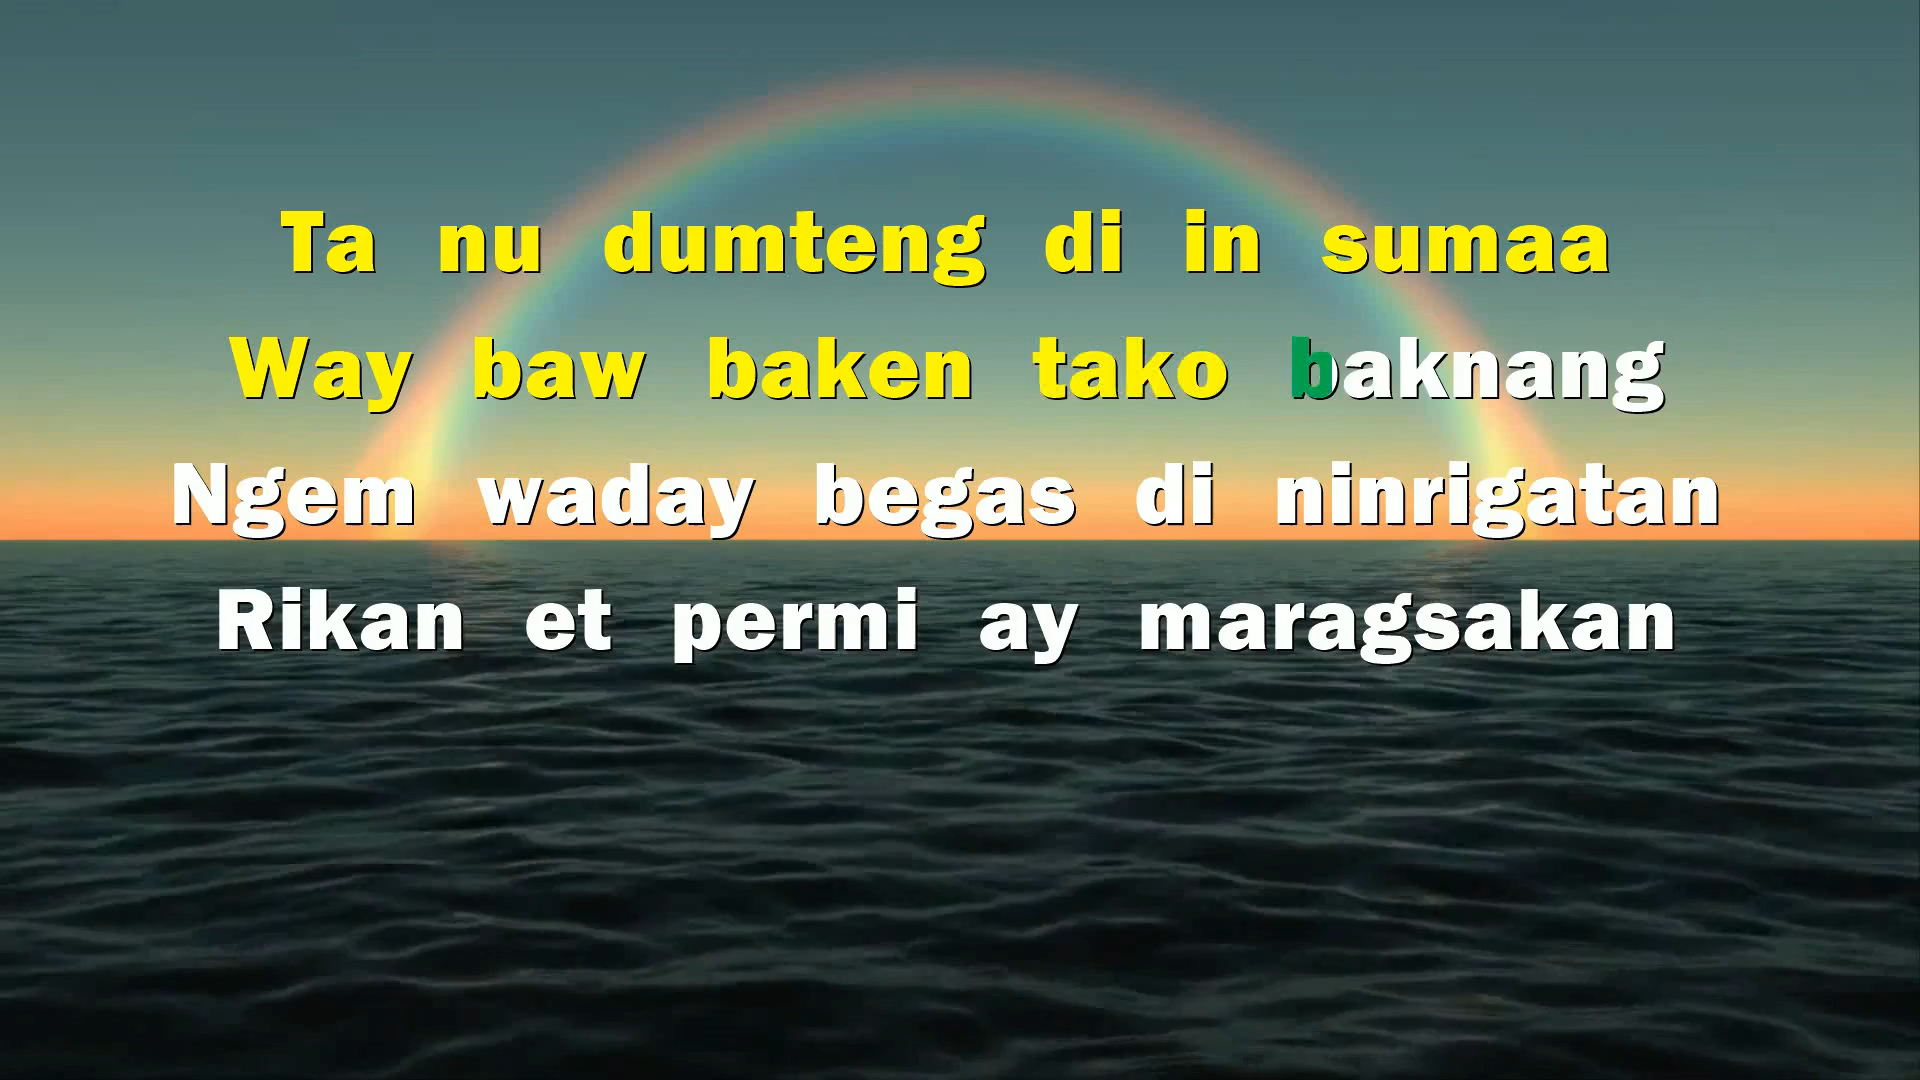 Ta nu dumteng di in sumaa
Way baw baken tako baknang
Ngem waday begas di ninrigatan
Rikan et permi ay maragsakan